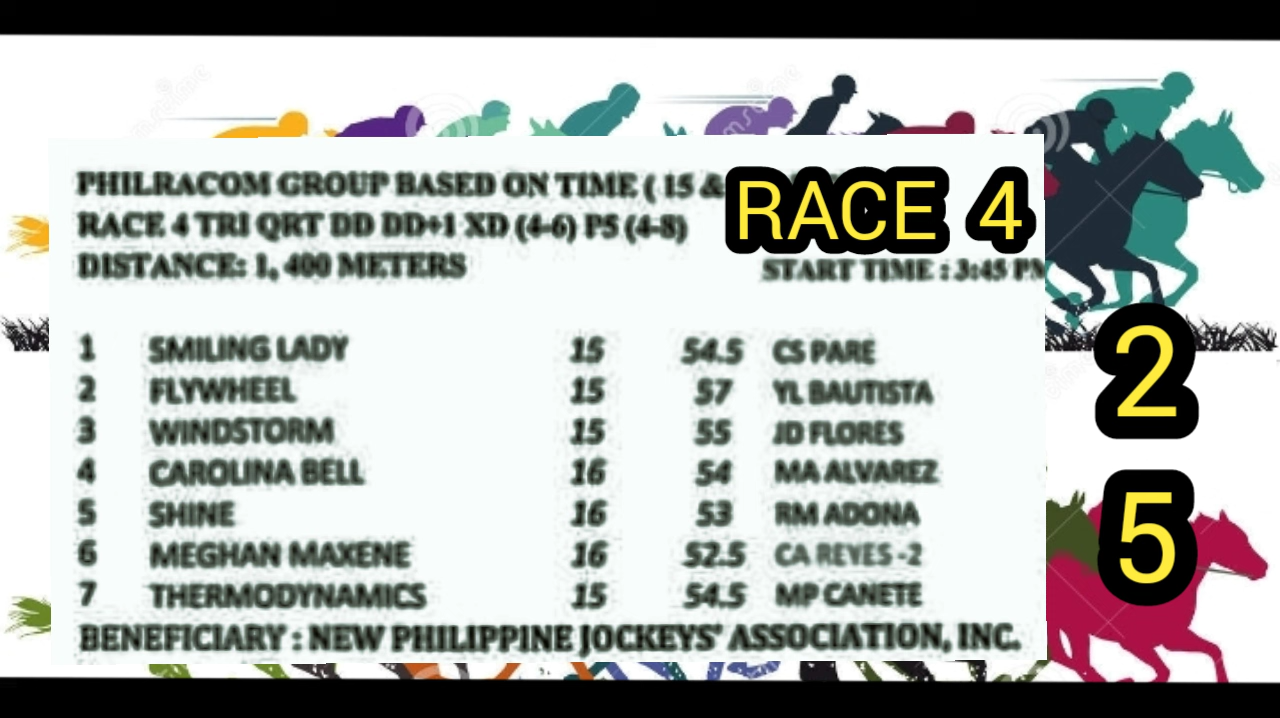 PHILRACOM GROUP BASED ON TIME ( 15 &
RACE 4
RACE 4 TRI QRT DD DD+1 XD (4-6) P5 (4-8)
DISTANCE: 1, 400 METERS START TIME : 3:45 PM
1 SMILING LADY 15 54.5 CS PARE
2 FLYWHEEL 15 57 YL BAUTISTA
3 WINDSTORM 15 55 JD FLORES
4 CAROLINA BELL 16 54 MA ALVAREZ
5 SHINE 16 53 RM ADONA
6 MEGHAN MAXENE 16 52.5 CA REYES -2
7 THERMODYNAMICS 15 54.5 MP CANETE
BENEFICIARY : NEW PHILIPPINE JOCKEYS' ASSOCIATION, INC.
2
5